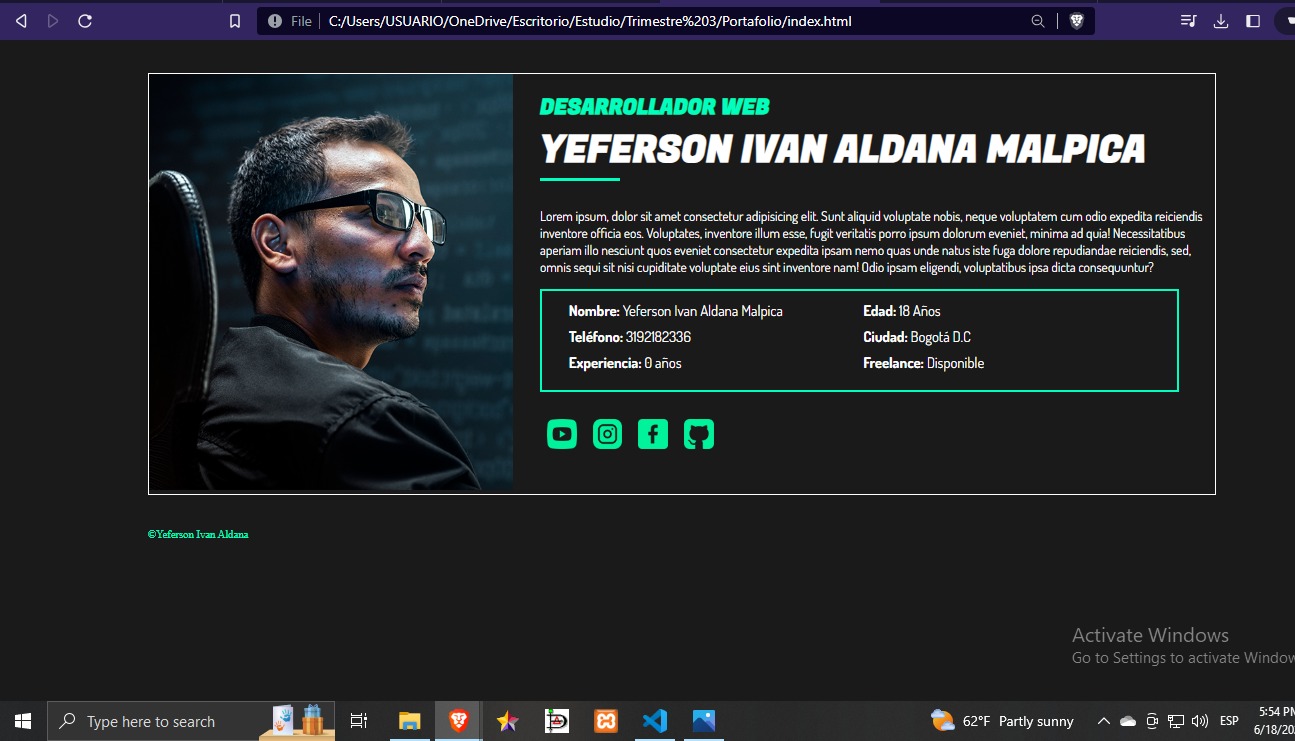 File
C:/Users/USUARIO/OneDrive/Escritorio/Estudio/Trimestre%203/Portafolio/index.html
DESARROLLADOR WEB
YEFERSON IVAN ALDANA MALPICA
Lorem ipsum, dolor sit amet consectetur adipisicing elit. Sunt aliquid voluptate nobis, neque voluptatem cum odio expedita reiciendis
inventore officia eos. Voluptates, inventore illum esse, fugit veritatis porro ipsum dolorum eveniet, minima ad quia! Necessitatibus
aperiam illo nesciunt quos eveniet consectetur expedita ipsam nemo quas unde natus iste fuga dolore repudiandae reiciendis, sed,
omnis sequi sit nisi cupiditate voluptate eius sint inventore nam! Odio ipsam eligendi, voluptatibus ipsa dicta consequuntur?
Nombre: Yeferson Ivan Aldana Malpica Edad: 18 Años
Teléfono: 3192182336 Ciudad: Bogotá D.C
Experiencia: 0 años Freelance: Disponible
©Yeferson Ivan Aldana
Activate Windows
Go to Settings to activate Window
Type here to search
62°F Partly sunny
ESP
5:54 PM
6/18/20